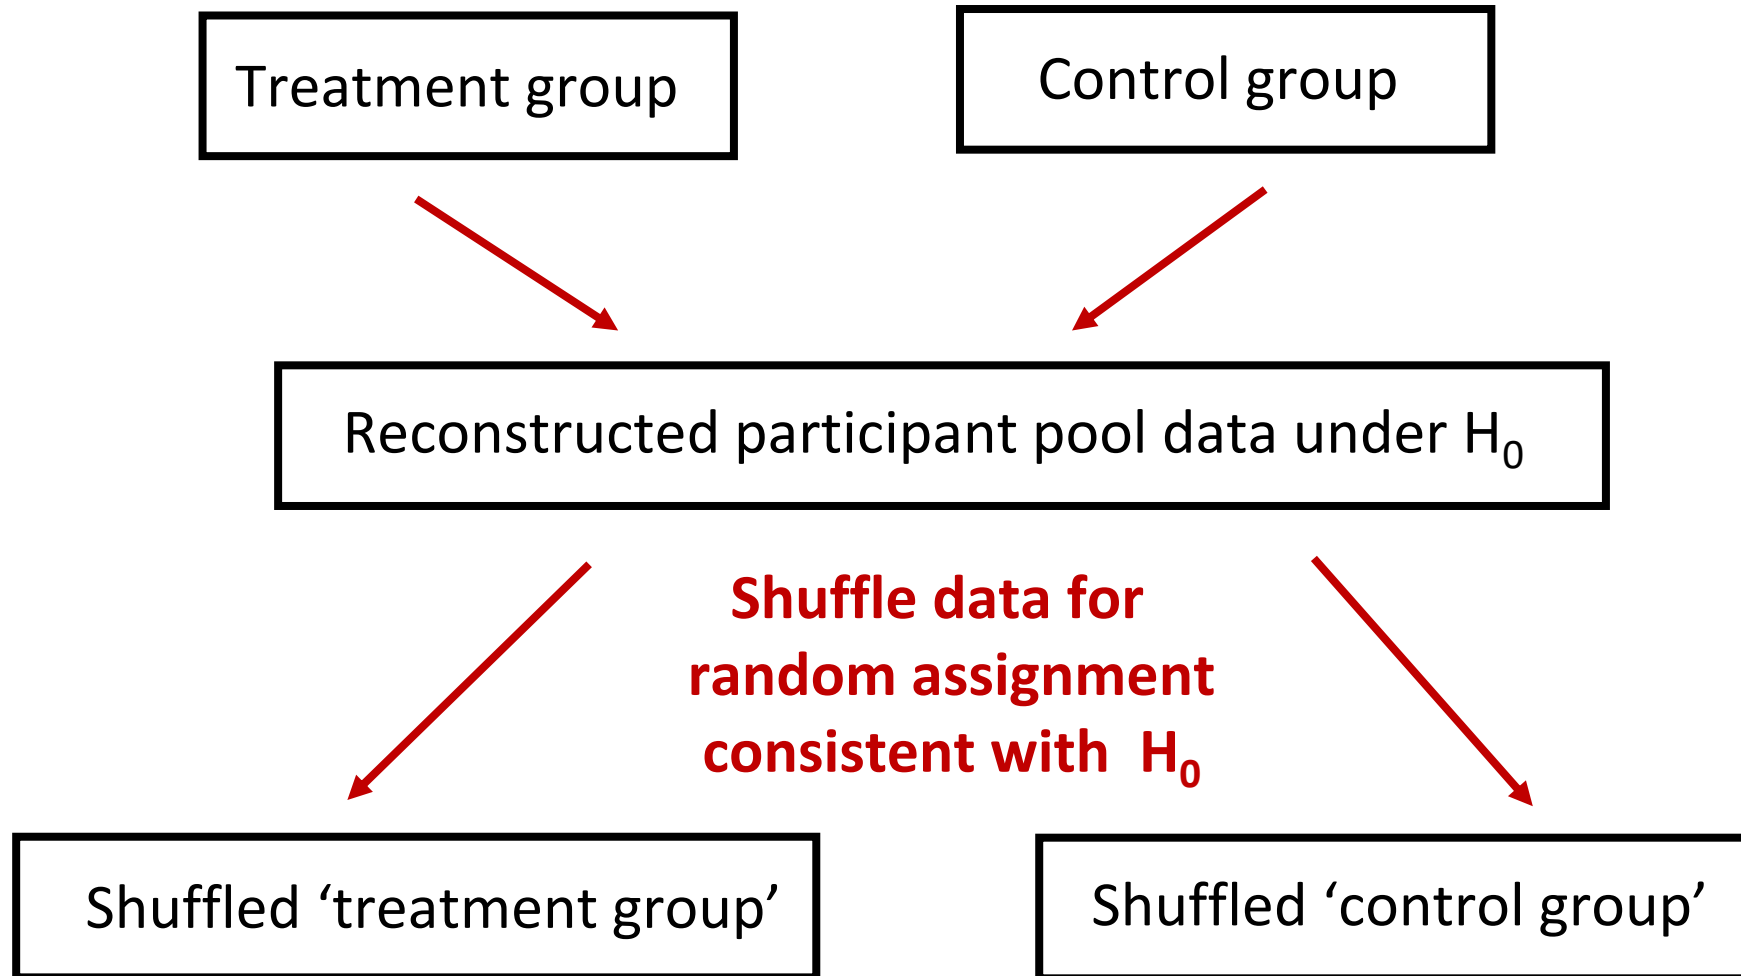 Treatment group
Control group
Reconstructed participant pool data under H₀
Shuffle data for
random assignment
consistent with H₀
Shuffled ‘treatment group’
Shuffled ‘control group’